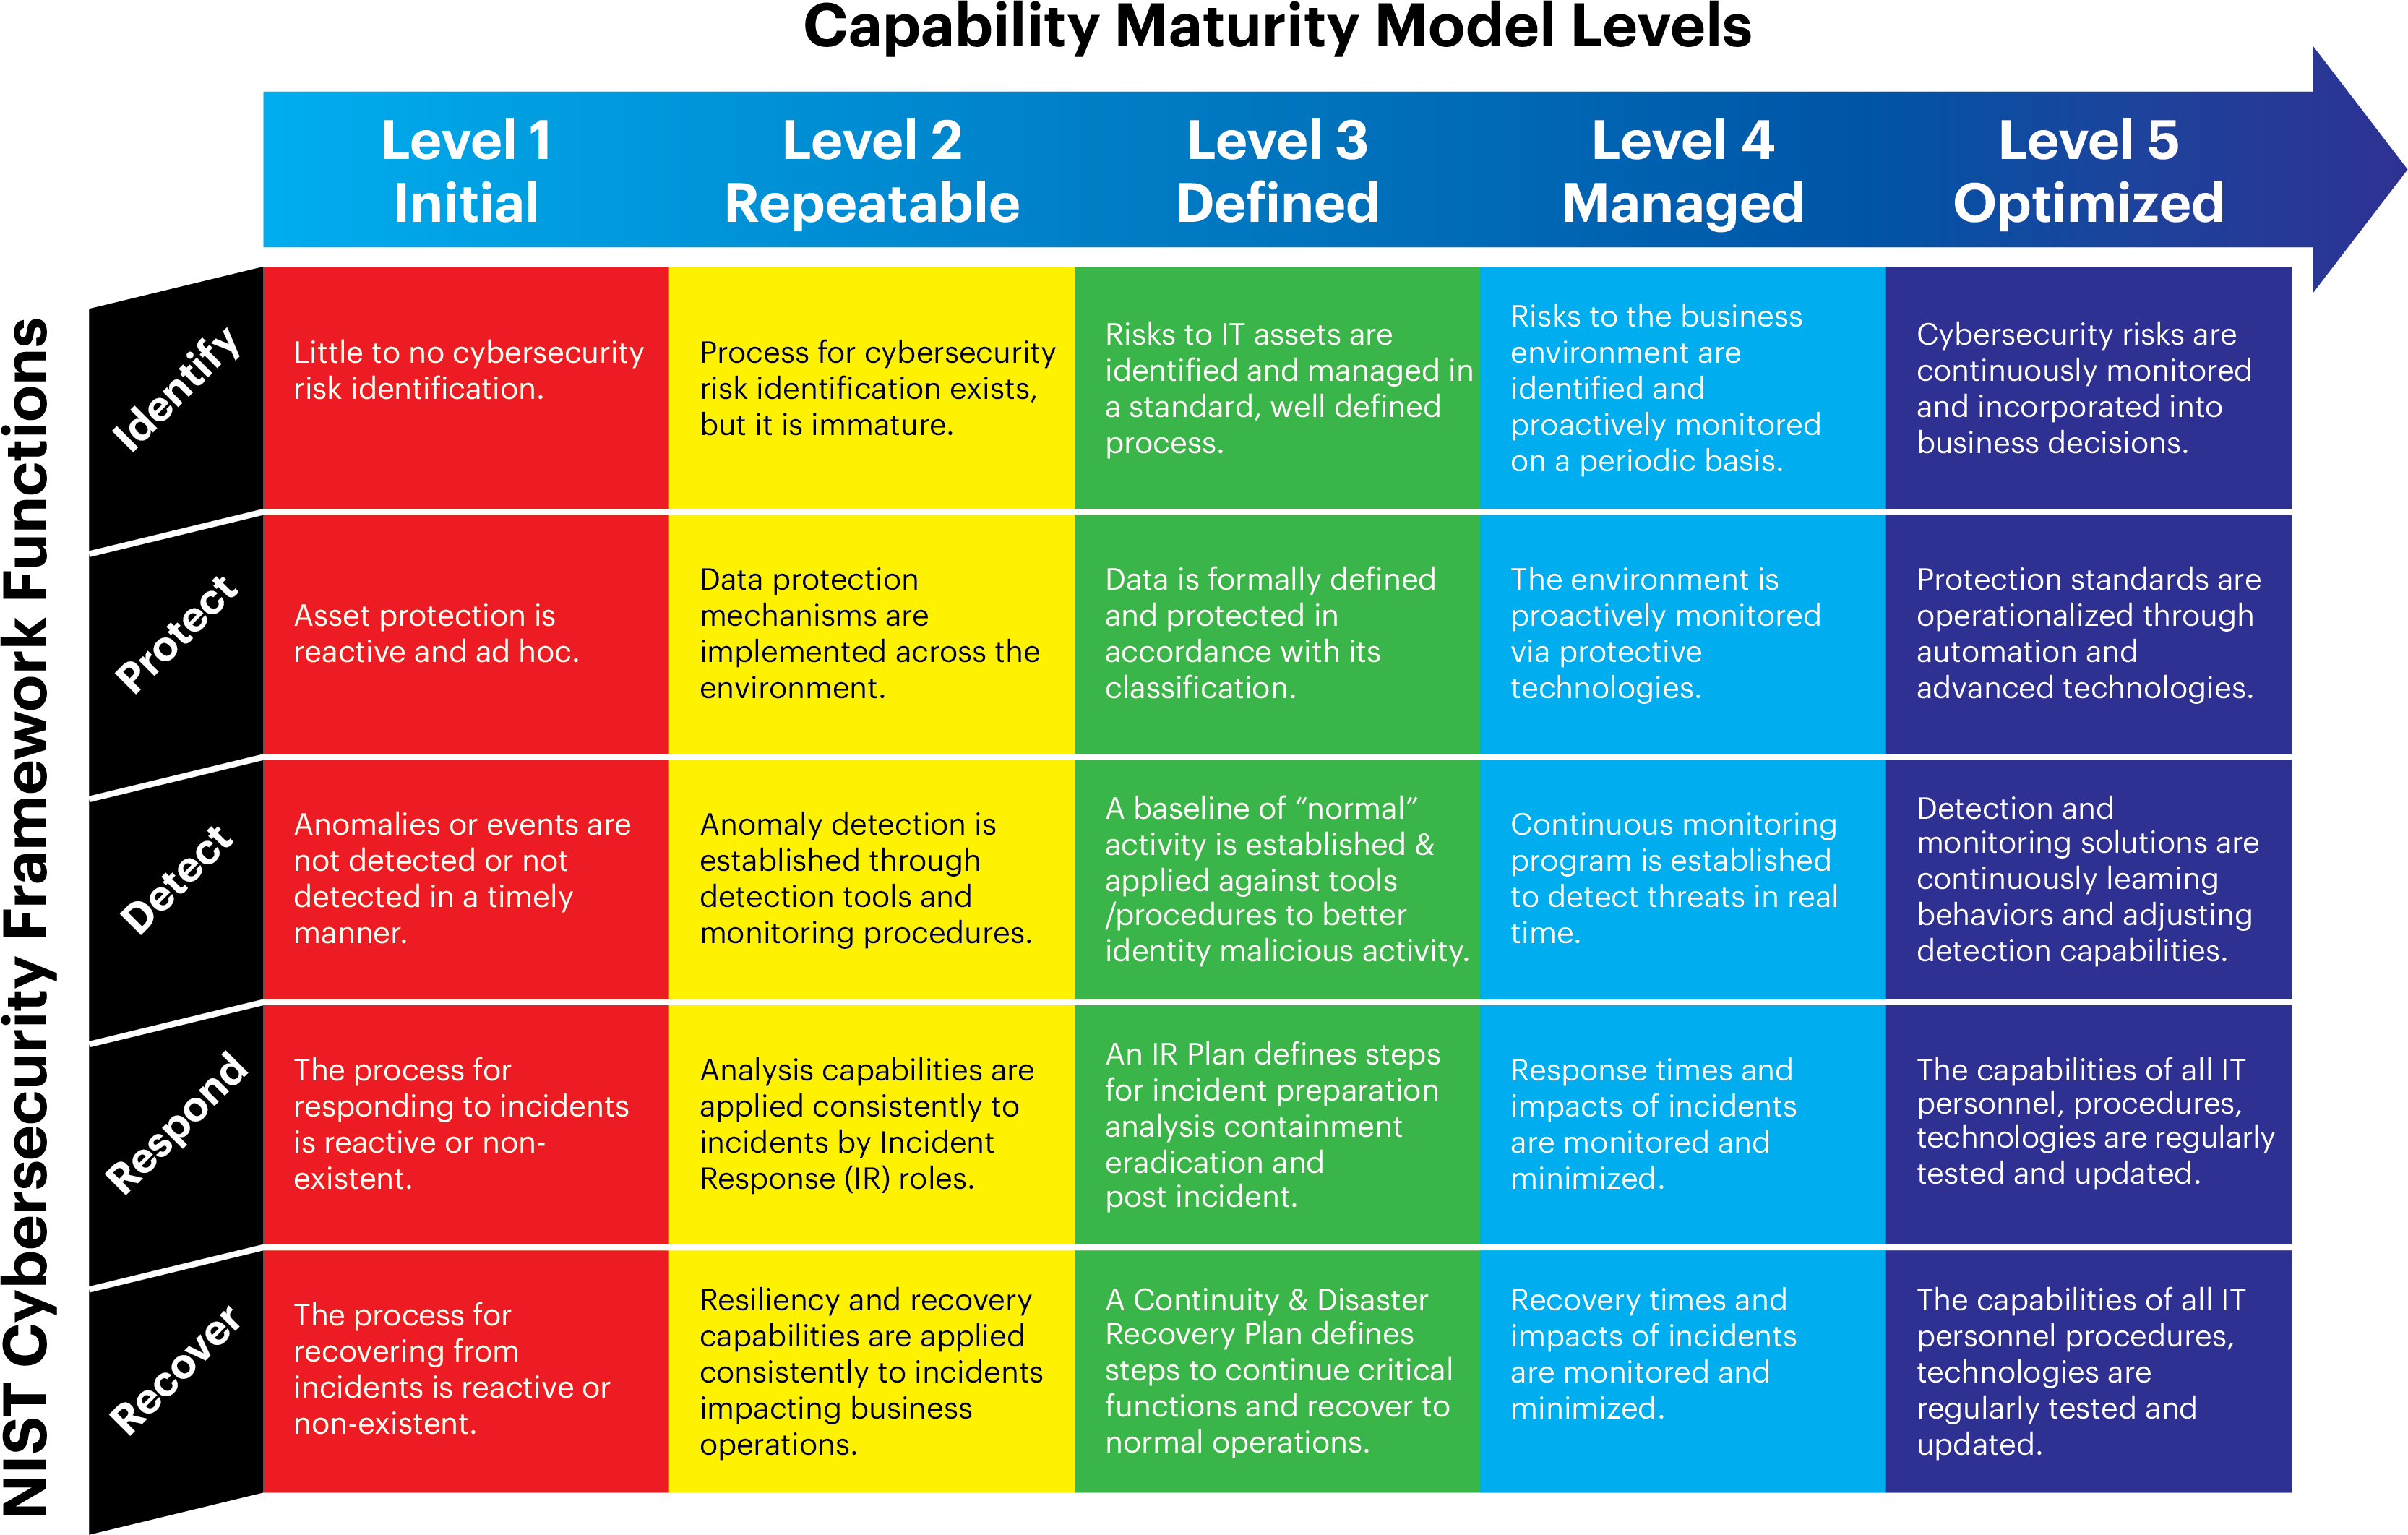 Capability Maturity Model Levels
Level 1
Initial
Level 2
Repeatable
Level 3
Defined
Level 4
Managed
Level 5
Optimized
NIST Cybersecurity Framework Functions
Identify
Little to no cybersecurity
risk identification.
Process for cybersecurity
risk identification exists,
but it is immature.
Risks to IT assets are
identified and managed in
a standard, well defined
process.
Risks to the business
environment are
identified and
proactively monitored
on a periodic basis.
Cybersecurity risks are
continuously monitored
and incorporated into
business decisions.
Protect
Asset protection is
reactive and ad hoc.
Data protection
mechanisms are
implemented across the
environment.
Data is formally defined
and protected in
accordance with its
classification.
The environment is
proactively monitored
via protective
technologies.
Protection standards are
operationalized through
automation and
advanced technologies.
Detect
Anomalies or events are
not detected or not
detected in a timely
manner.
Anomaly detection is
established through
detection tools and
monitoring procedures.
A baseline of “normal”
activity is established &
applied against tools
/procedures to better
identity malicious activity.
Continuous monitoring
program is established
to detect threats in real
time.
Detection and
monitoring solutions are
continuously leaming
behaviors and adjusting
detection capabilities.
Respond
The process for
responding to incidents
is reactive or non-
existent.
Analysis capabilities are
applied consistently to
incidents by Incident
Response (IR) roles.
An IR Plan defines steps
for incident preparation
analysis containment
eradication and
post incident.
Response times and
impacts of incidents
are monitored and
minimized.
The capabilities of all IT
personnel, procedures,
technologies are regularly
tested and updated.
Recover
The process for
recovering from
incidents is reactive or
non-existent.
Resiliency and recovery
capabilities are applied
consistently to incidents
impacting business
operations.
A Continuity & Disaster
Recovery Plan defines
steps to continue critical
functions and recover to
normal operations.
Recovery times and
impacts of incidents
are monitored and
minimized.
The capabilities of all IT
personnel procedures,
technologies are
regularly tested and
updated.